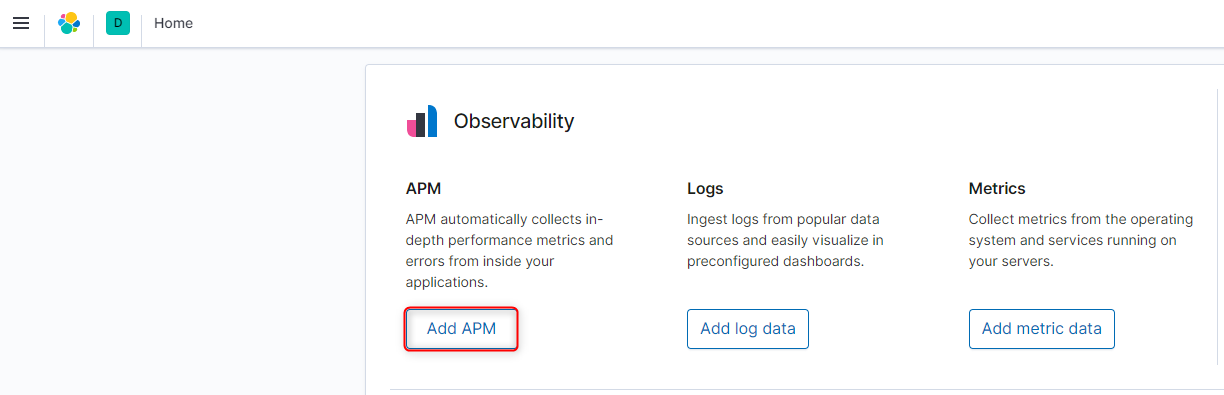 D Home
Observability
APM
APM automatically collects in-
depth performance metrics and
errors from inside your
applications.
Add APM
Logs
Ingest logs from popular data
sources and easily visualize in
preconfigured dashboards.
Add log data
Metrics
Collect metrics from the operating
system and services running on
your servers.
Add metric data